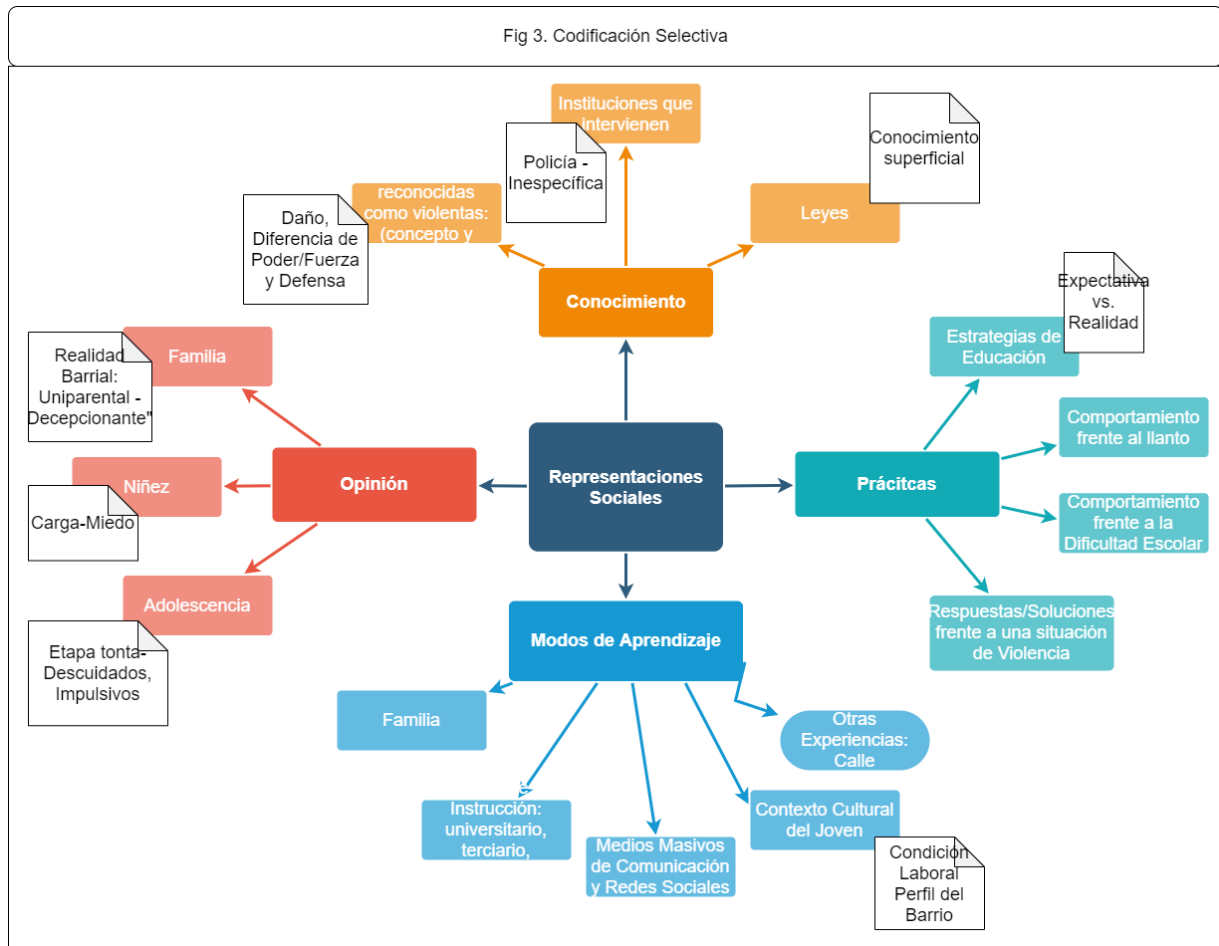 Fig 3. Codificación Selectiva
Instituciones que
intervienen
Policía -
Inespecífica
Conocimiento
superficial
Leyes
reconocidas
como violentas:
(concepto y
Daño,
Diferencia de
Poder/Fuerza
y Defensa
Conocimiento
Expectativa
vs.
Realidad
Estrategias de
Educación
Familia
Realidad
Barrial:
Uniparental -
Decepcionante"
Comportamiento
frente al llanto
Niñez
Carga-Miedo
Opinión
Representaciones
Sociales
Prácitcas
Comportamiento
frente a la
Dificultad Escolar
Adolescencia
Etapa tonta-
Descuidados,
Impulsivos
Respuestas/Soluciones
frente a una situación
de Violencia
Modos de Aprendizaje
Familia
Otras
Experiencias:
Calle
Instrucción:
universitario,
terciario,
Medios Masivos
de Comunicación
y Redes Sociales
Contexto Cultural
del Joven
Condición
Laboral
Perfil del
Barrio